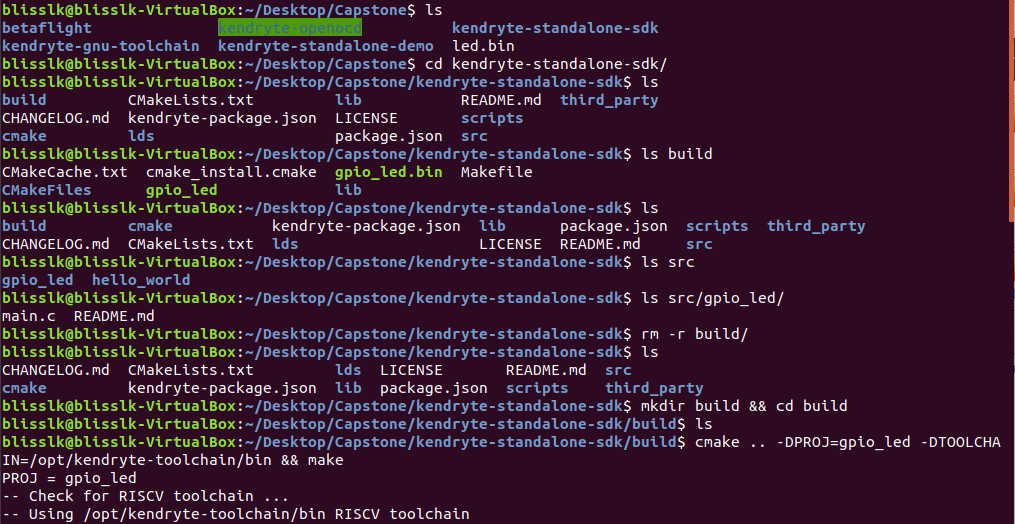 blisslk@blisslk-VirtualBox:~/Desktop/Capstone$ ls
betaflight kendryte-openocd kendryte-standalone-sdk
kendryte-gnu-toolchain kendryte-standalone-demo led.bin
blisslk@blisslk-VirtualBox:~/Desktop/Capstone$ cd kendryte-standalone-sdk/
blisslk@blisslk-VirtualBox:~/Desktop/Capstone/kendryte-standalone-sdk$ ls
build CMakeLists.txt lib README.md third_party
CHANGELOG.md kendryte-package.json LICENSE scripts
cmake lds package.json src
blisslk@blisslk-VirtualBox:~/Desktop/Capstone/kendryte-standalone-sdk$ ls build
CMakeCache.txt cmake_install.cmake gpio_led.bin Makefile
CMakeFiles gpio_led lib
blisslk@blisslk-VirtualBox:~/Desktop/Capstone/kendryte-standalone-sdk$ ls
build cmake kendryte-package.json lib package.json scripts third_party
CHANGELOG.md CMakeLists.txt lds LICENSE README.md src
blisslk@blisslk-VirtualBox:~/Desktop/Capstone/kendryte-standalone-sdk$ ls src
gpio_led hello_world
blisslk@blisslk-VirtualBox:~/Desktop/Capstone/kendryte-standalone-sdk$ ls src/gpio_led/
main.c README.md
blisslk@blisslk-VirtualBox:~/Desktop/Capstone/kendryte-standalone-sdk$ rm -r build/
blisslk@blisslk-VirtualBox:~/Desktop/Capstone/kendryte-standalone-sdk$ ls
CHANGELOG.md CMakeLists.txt lds LICENSE README.md src
cmake kendryte-package.json lib package.json scripts third_party
blisslk@blisslk-VirtualBox:~/Desktop/Capstone/kendryte-standalone-sdk$ mkdir build && cd build
blisslk@blisslk-VirtualBox:~/Desktop/Capstone/kendryte-standalone-sdk/build$ ls
blisslk@blisslk-VirtualBox:~/Desktop/Capstone/kendryte-standalone-sdk/build$ cmake .. -DPROJ=gpio_led -DTOOLCHA
IN=/opt/kendryte-toolchain/bin && make
PROJ = gpio_led
-- Check for RISCV toolchain ...
-- Using /opt/kendryte-toolchain/bin RISCV toolchain